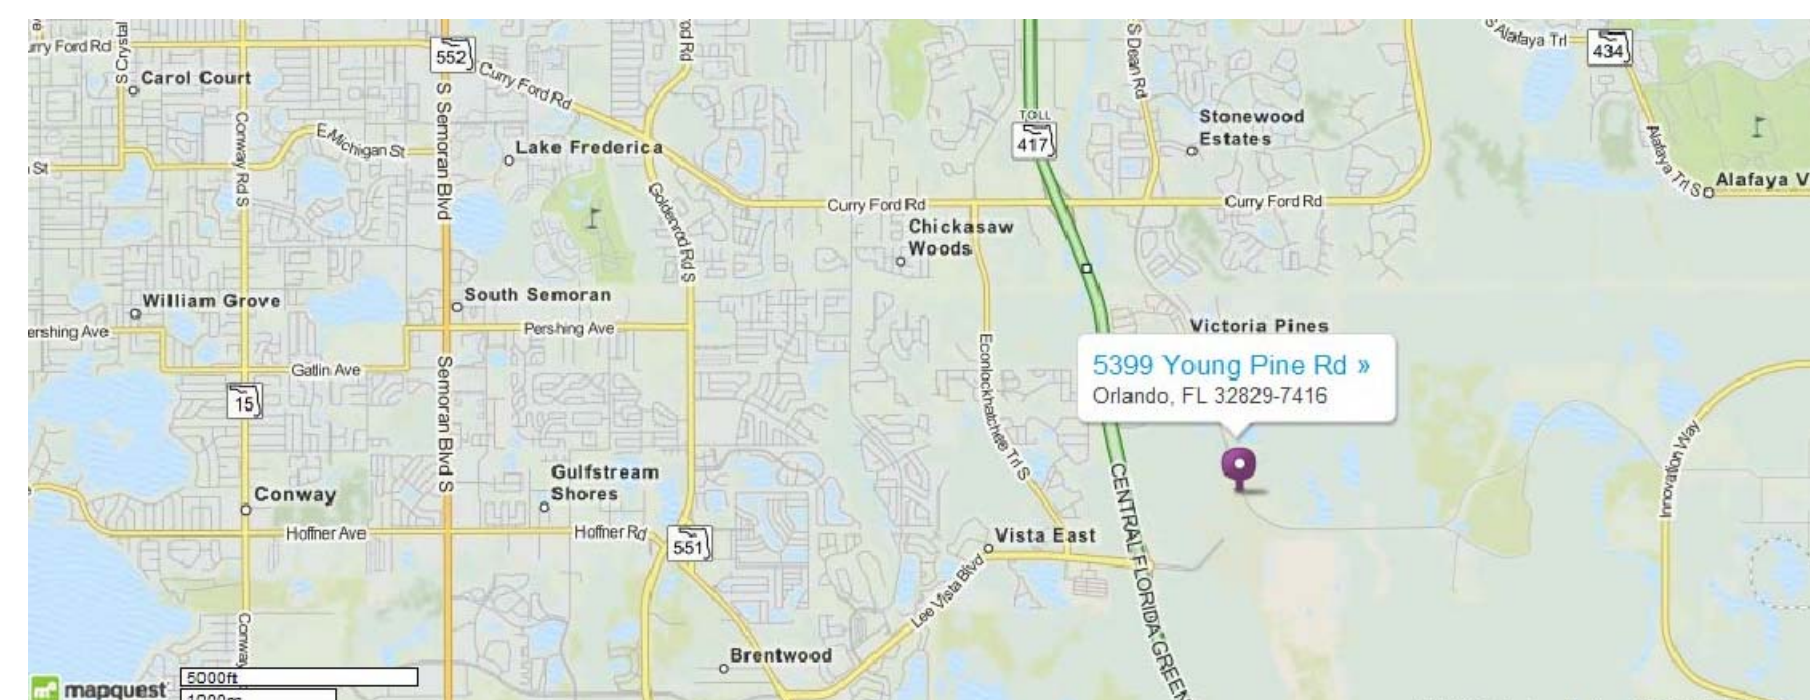 urry Ford Rd
S Crystal
Carol Court
552
Curry Ford Rd
S Semoran Blvd
Conway Rd S
E Michigan St
St
Lake Frederica
Goldenrod Rd S
TOLL
417
S Dean Rd
Stonewood
Estates
S Alafaya Trl
434
Alafaya Trl S
Alafaya V
Curry Ford Rd
Curry Ford Rd
Chickasaw
Woods
William Grove
South Semoran
ershing Ave
Pershing Ave
Gatlin Ave
15
Semoran Blvd S
Econlockhatchee Trl S
Victoria Pines
5399 Young Pine Rd »
Orlando, FL 32829-7416
Innovation Way
Gulfstream
Shores
Conway
Hoffner Ave
Hoffner Rd
551
Vista East
Lee Vista Blvd
CENTRAL FLORIDA GREEN
Conway
Brentwood
5000ft
mapquest